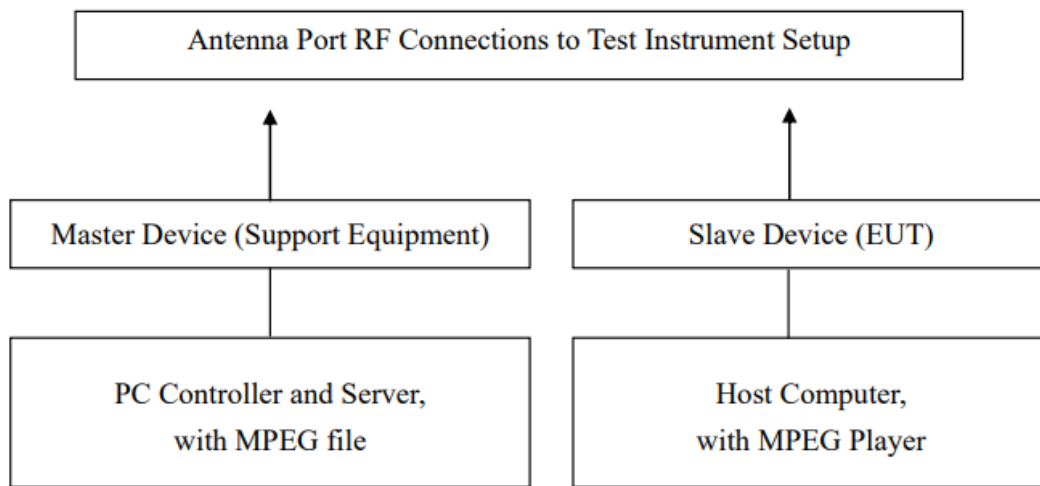 Antenna Port RF Connections to Test Instrument Setup
Master Device (Support Equipment)
Slave Device (EUT)
PC Controller and Server,
with MPEG file
Host Computer,
with MPEG Player